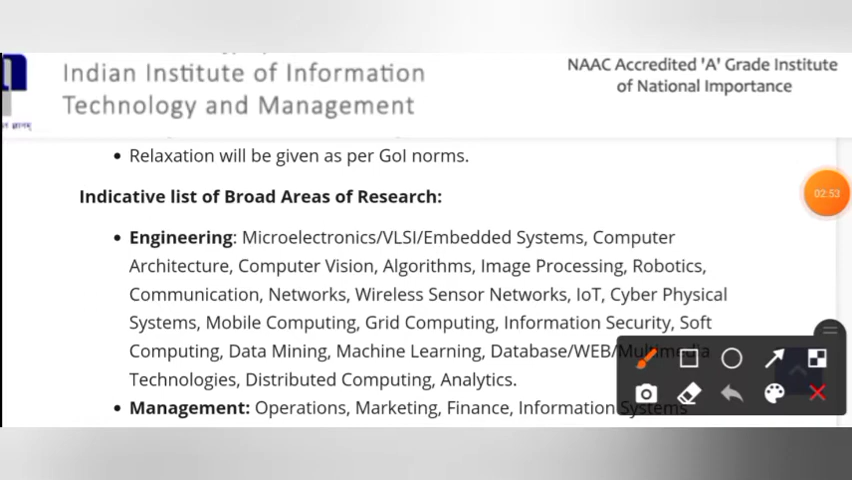 Indian Institute of Information
Technology and Management
NAAC Accredited 'A' Grade Institute
of National Importance
• Relaxation will be given as per GoI norms.
Indicative list of Broad Areas of Research:
• Engineering: Microelectronics/VLSI/Embedded Systems, Computer
Architecture, Computer Vision, Algorithms, Image Processing, Robotics,
Communication, Networks, Wireless Sensor Networks, IoT, Cyber Physical
Systems, Mobile Computing, Grid Computing, Information Security, Soft
Computing, Data Mining, Machine Learning, Database/WEB/Multimedia
Technologies, Distributed Computing, Analytics.
• Management: Operations, Marketing, Finance, Information Systems
02:53